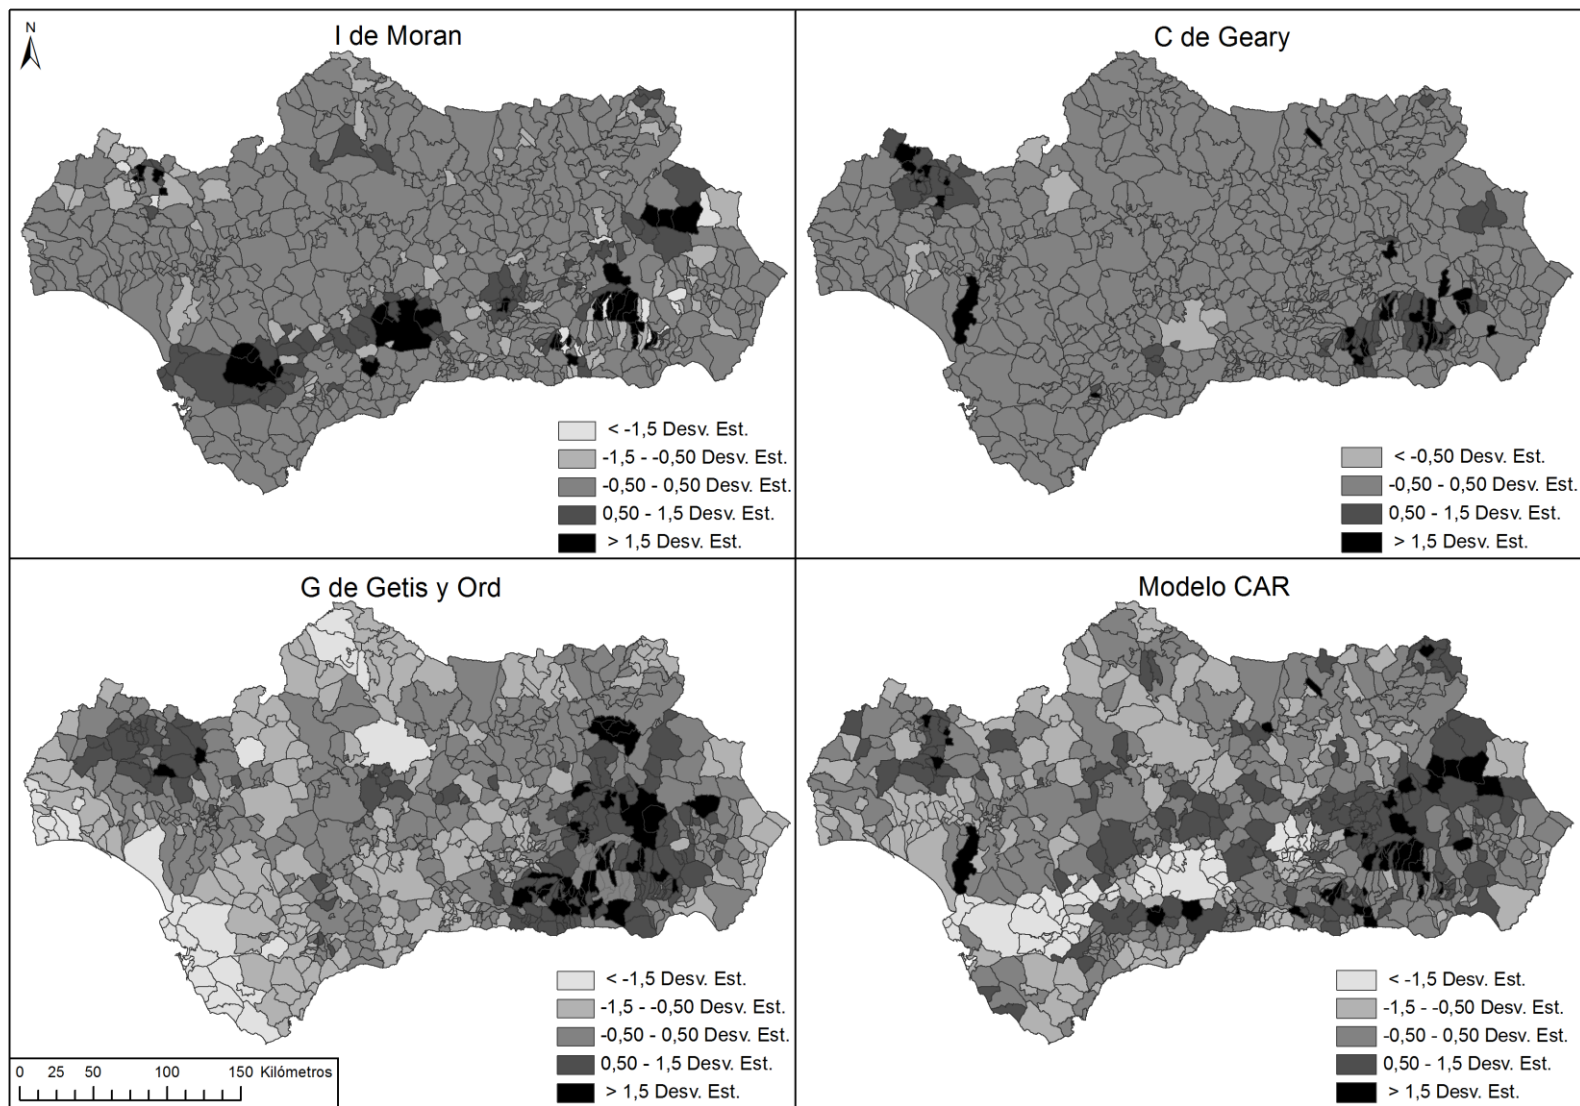 N
I de Moran
< -1,5 Desv. Est.
-1,5 - -0,50 Desv. Est.
-0,50 - 0,50 Desv. Est.
0,50 - 1,5 Desv. Est.
> 1,5 Desv. Est.
C de Geary
< -0,50 Desv. Est.
-0,50 - 0,50 Desv. Est.
0,50 - 1,5 Desv. Est.
> 1,5 Desv. Est.
G de Getis y Ord
< -1,5 Desv. Est.
-1,5 - -0,50 Desv. Est.
-0,50 - 0,50 Desv. Est.
0,50 - 1,5 Desv. Est.
> 1,5 Desv. Est.
0 25 50 100 150 Kilómetros
Modelo CAR
< -1,5 Desv. Est.
-1,5 - -0,50 Desv. Est.
-0,50 - 0,50 Desv. Est.
0,50 - 1,5 Desv. Est.
> 1,5 Desv. Est.